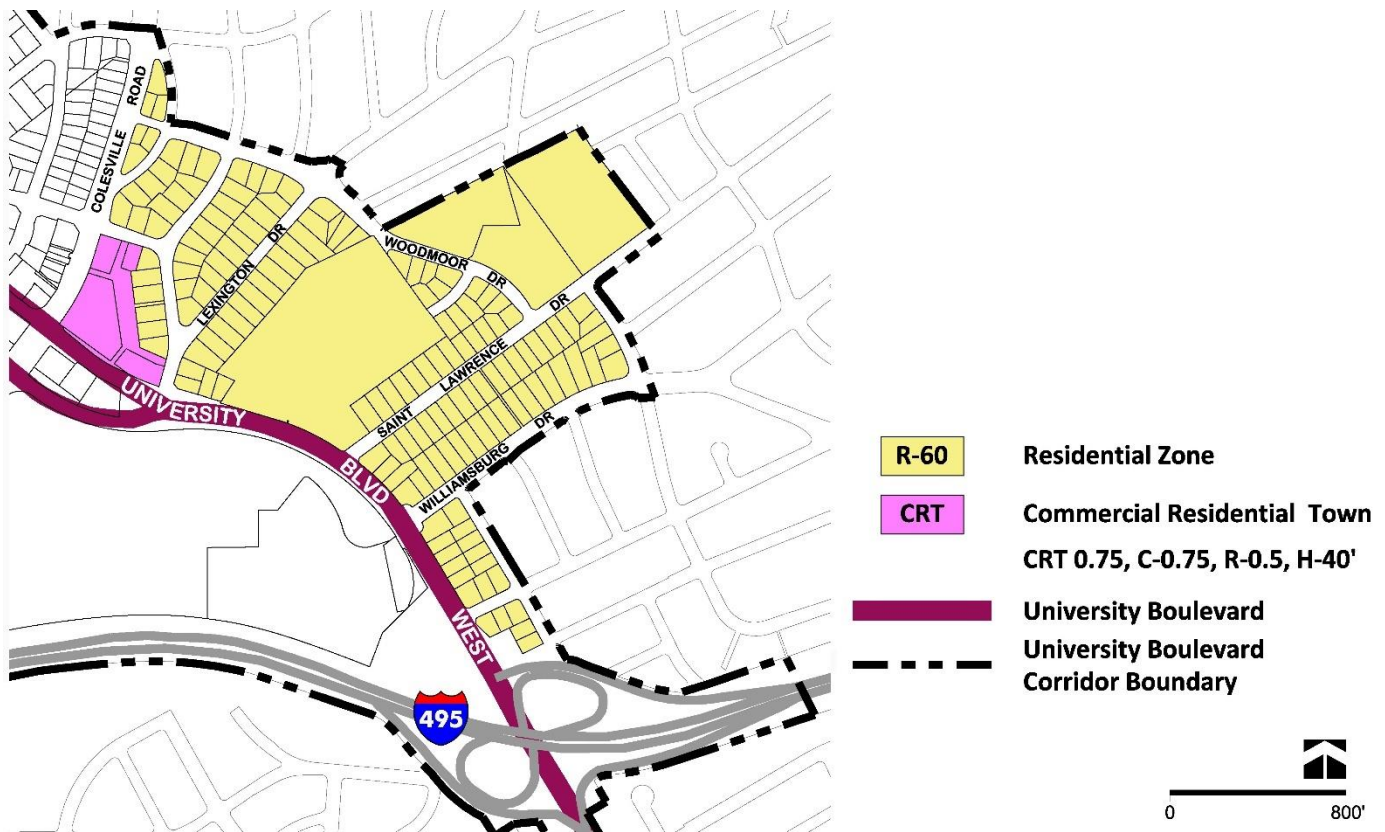 COLESVILLE ROAD
LEXINGTON DR
WOODMOOR DR
SAINT LAWRENCE DR
WILLIAMSBURG DR
UNIVERSITY BLVD WEST
495
R-60 Residential Zone
CRT Commercial Residential Town
CRT 0.75, C-0.75, R-0.5, H-40'
University Boulevard
University Boulevard
Corridor Boundary
0 800'